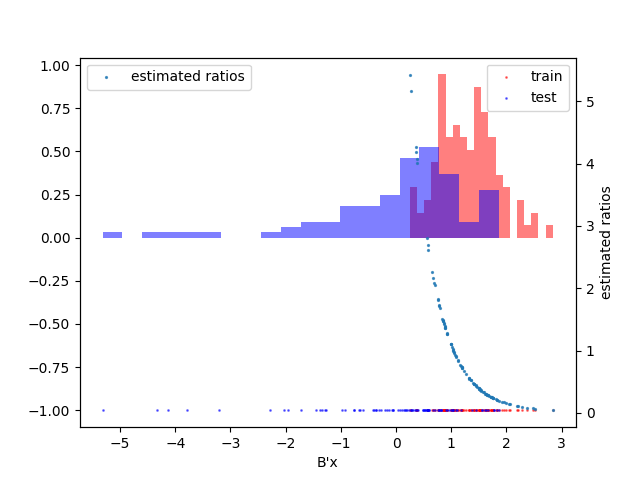 estimated ratios
train
test
1.00
0.75
0.50
0.25
0.00
−0.25
−0.50
−0.75
−1.00
5
4
3
2
1
0
estimated ratios
−5 −4 −3 −2 −1 0 1 2 3
B'x